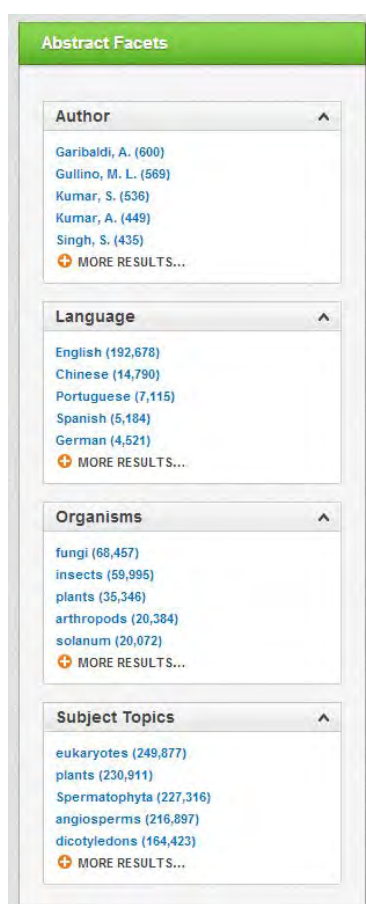 Abstract Facets
Author
Garibaldi, A. (600)
Gullino, M. L. (569)
Kumar, S. (536)
Kumar, A. (449)
Singh, S. (435)
MORE RESULTS...
Language
English (192,678)
Chinese (14,790)
Portuguese (7,115)
Spanish (5,184)
German (4,521)
MORE RESULTS...
Organisms
fungi (68,457)
insects (59,995)
plants (35,346)
arthropods (20,384)
solanum (20,072)
MORE RESULTS...
Subject Topics
eukaryotes (249,877)
plants (230,911)
Spermatophyta (227,316)
angiosperms (216,897)
dicotyledons (164,423)
MORE RESULTS...